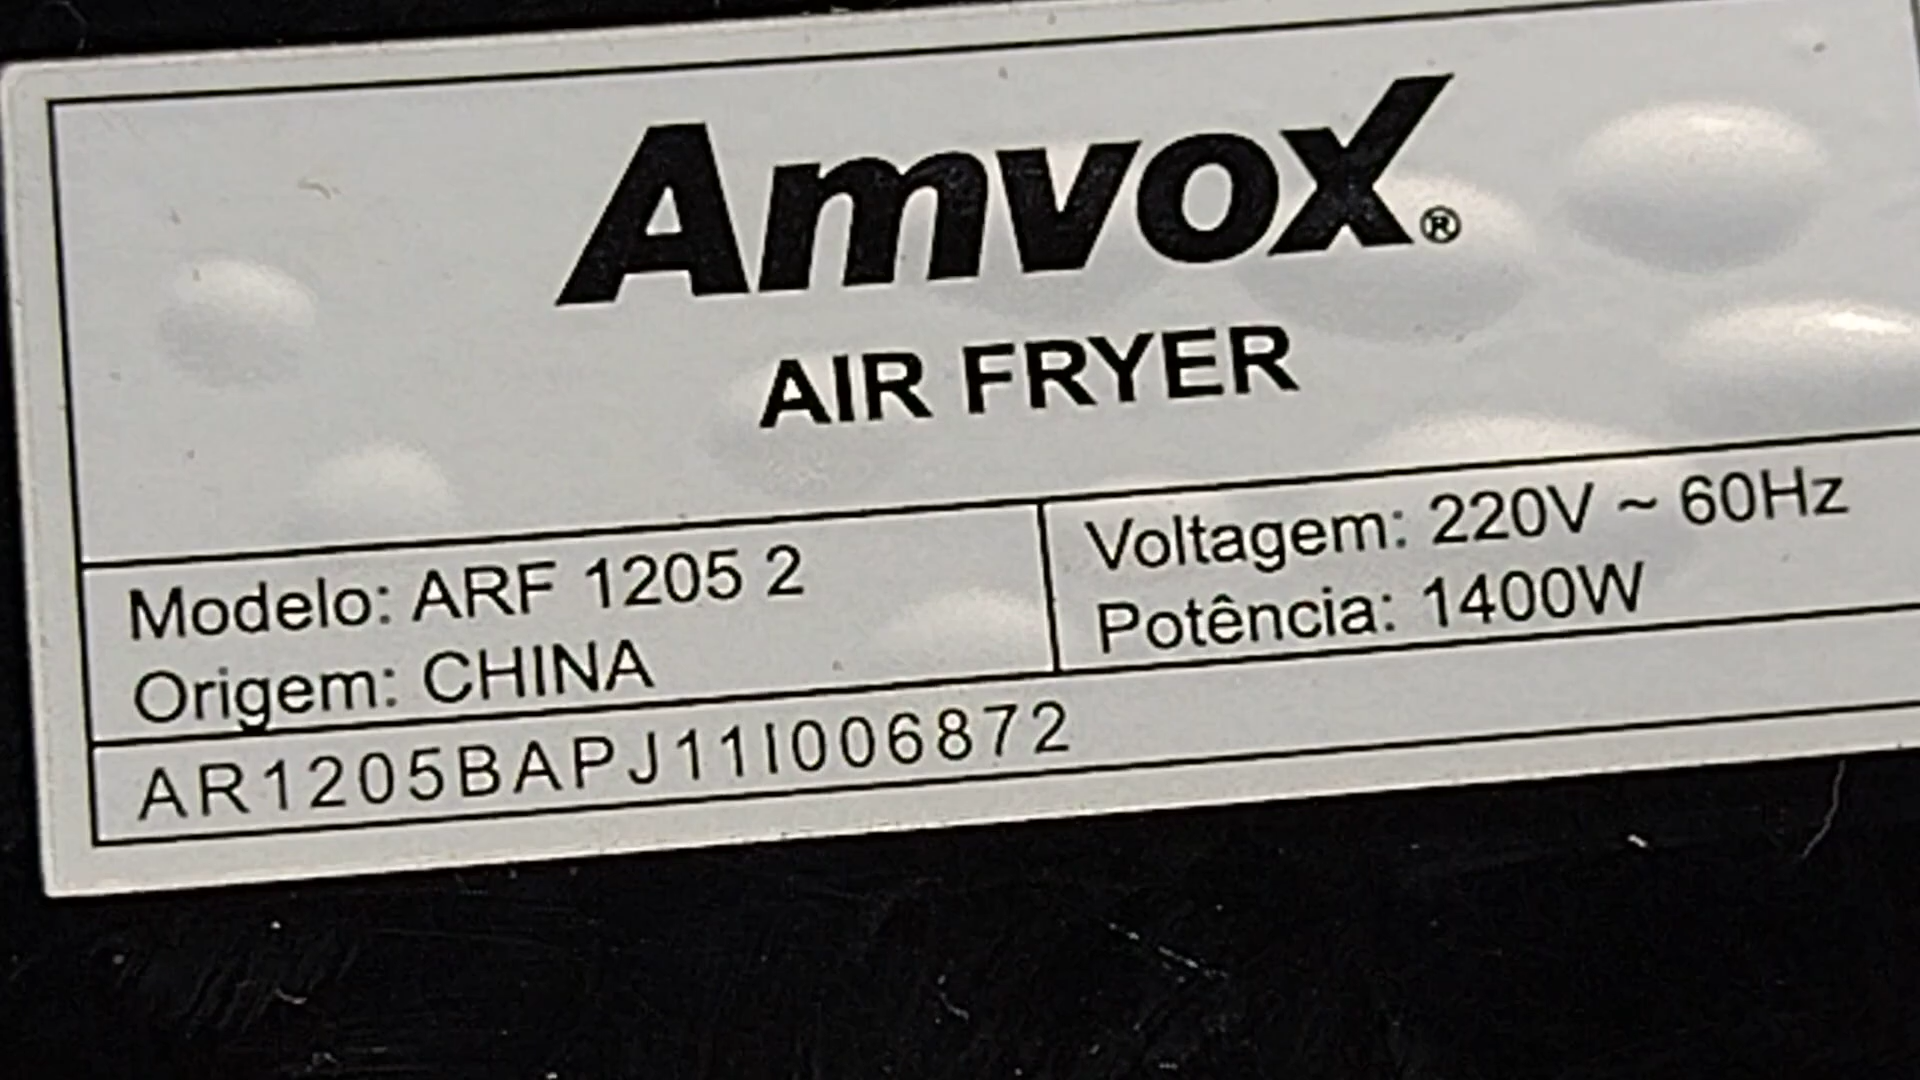 Amvox®
AIR FRYER
Modelo: ARF 1205 2
Origem: CHINA
Voltagem: 220V ~ 60Hz
Potência: 1400W
AR1205BAPJ11I006872